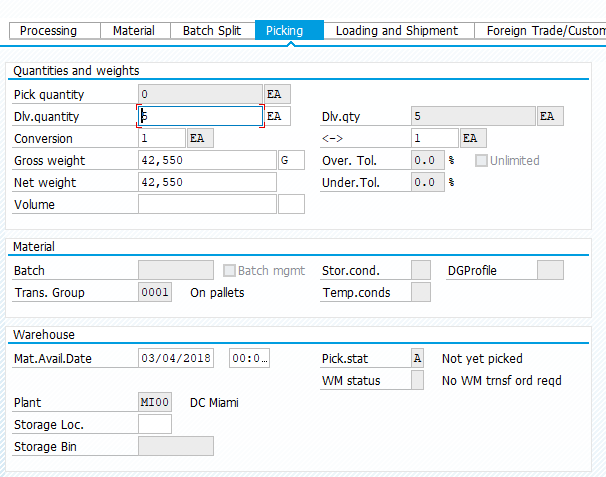 Processing Material Batch Split Picking Loading and Shipment Foreign Trade/Custom
Quantities and weights
Pick quantity 0 EA
Dlv.quantity 5 EA Dlv.qty 5 EA
Conversion 1 EA <-> 1 EA
Gross weight 42,550 G Over. Tol. 0.0 % Unlimited
Net weight 42,550 Under.Tol. 0.0 %
Volume
Material
Batch Batch mgmt Stor.cond. DGProfile
Trans. Group 0001 On pallets Temp.conds
Warehouse
Mat.Avail.Date 03/04/2018 00:0… Pick.stat A Not yet picked
WM status No WM trnsf ord reqd
Plant MI00 DC Miami
Storage Loc.
Storage Bin